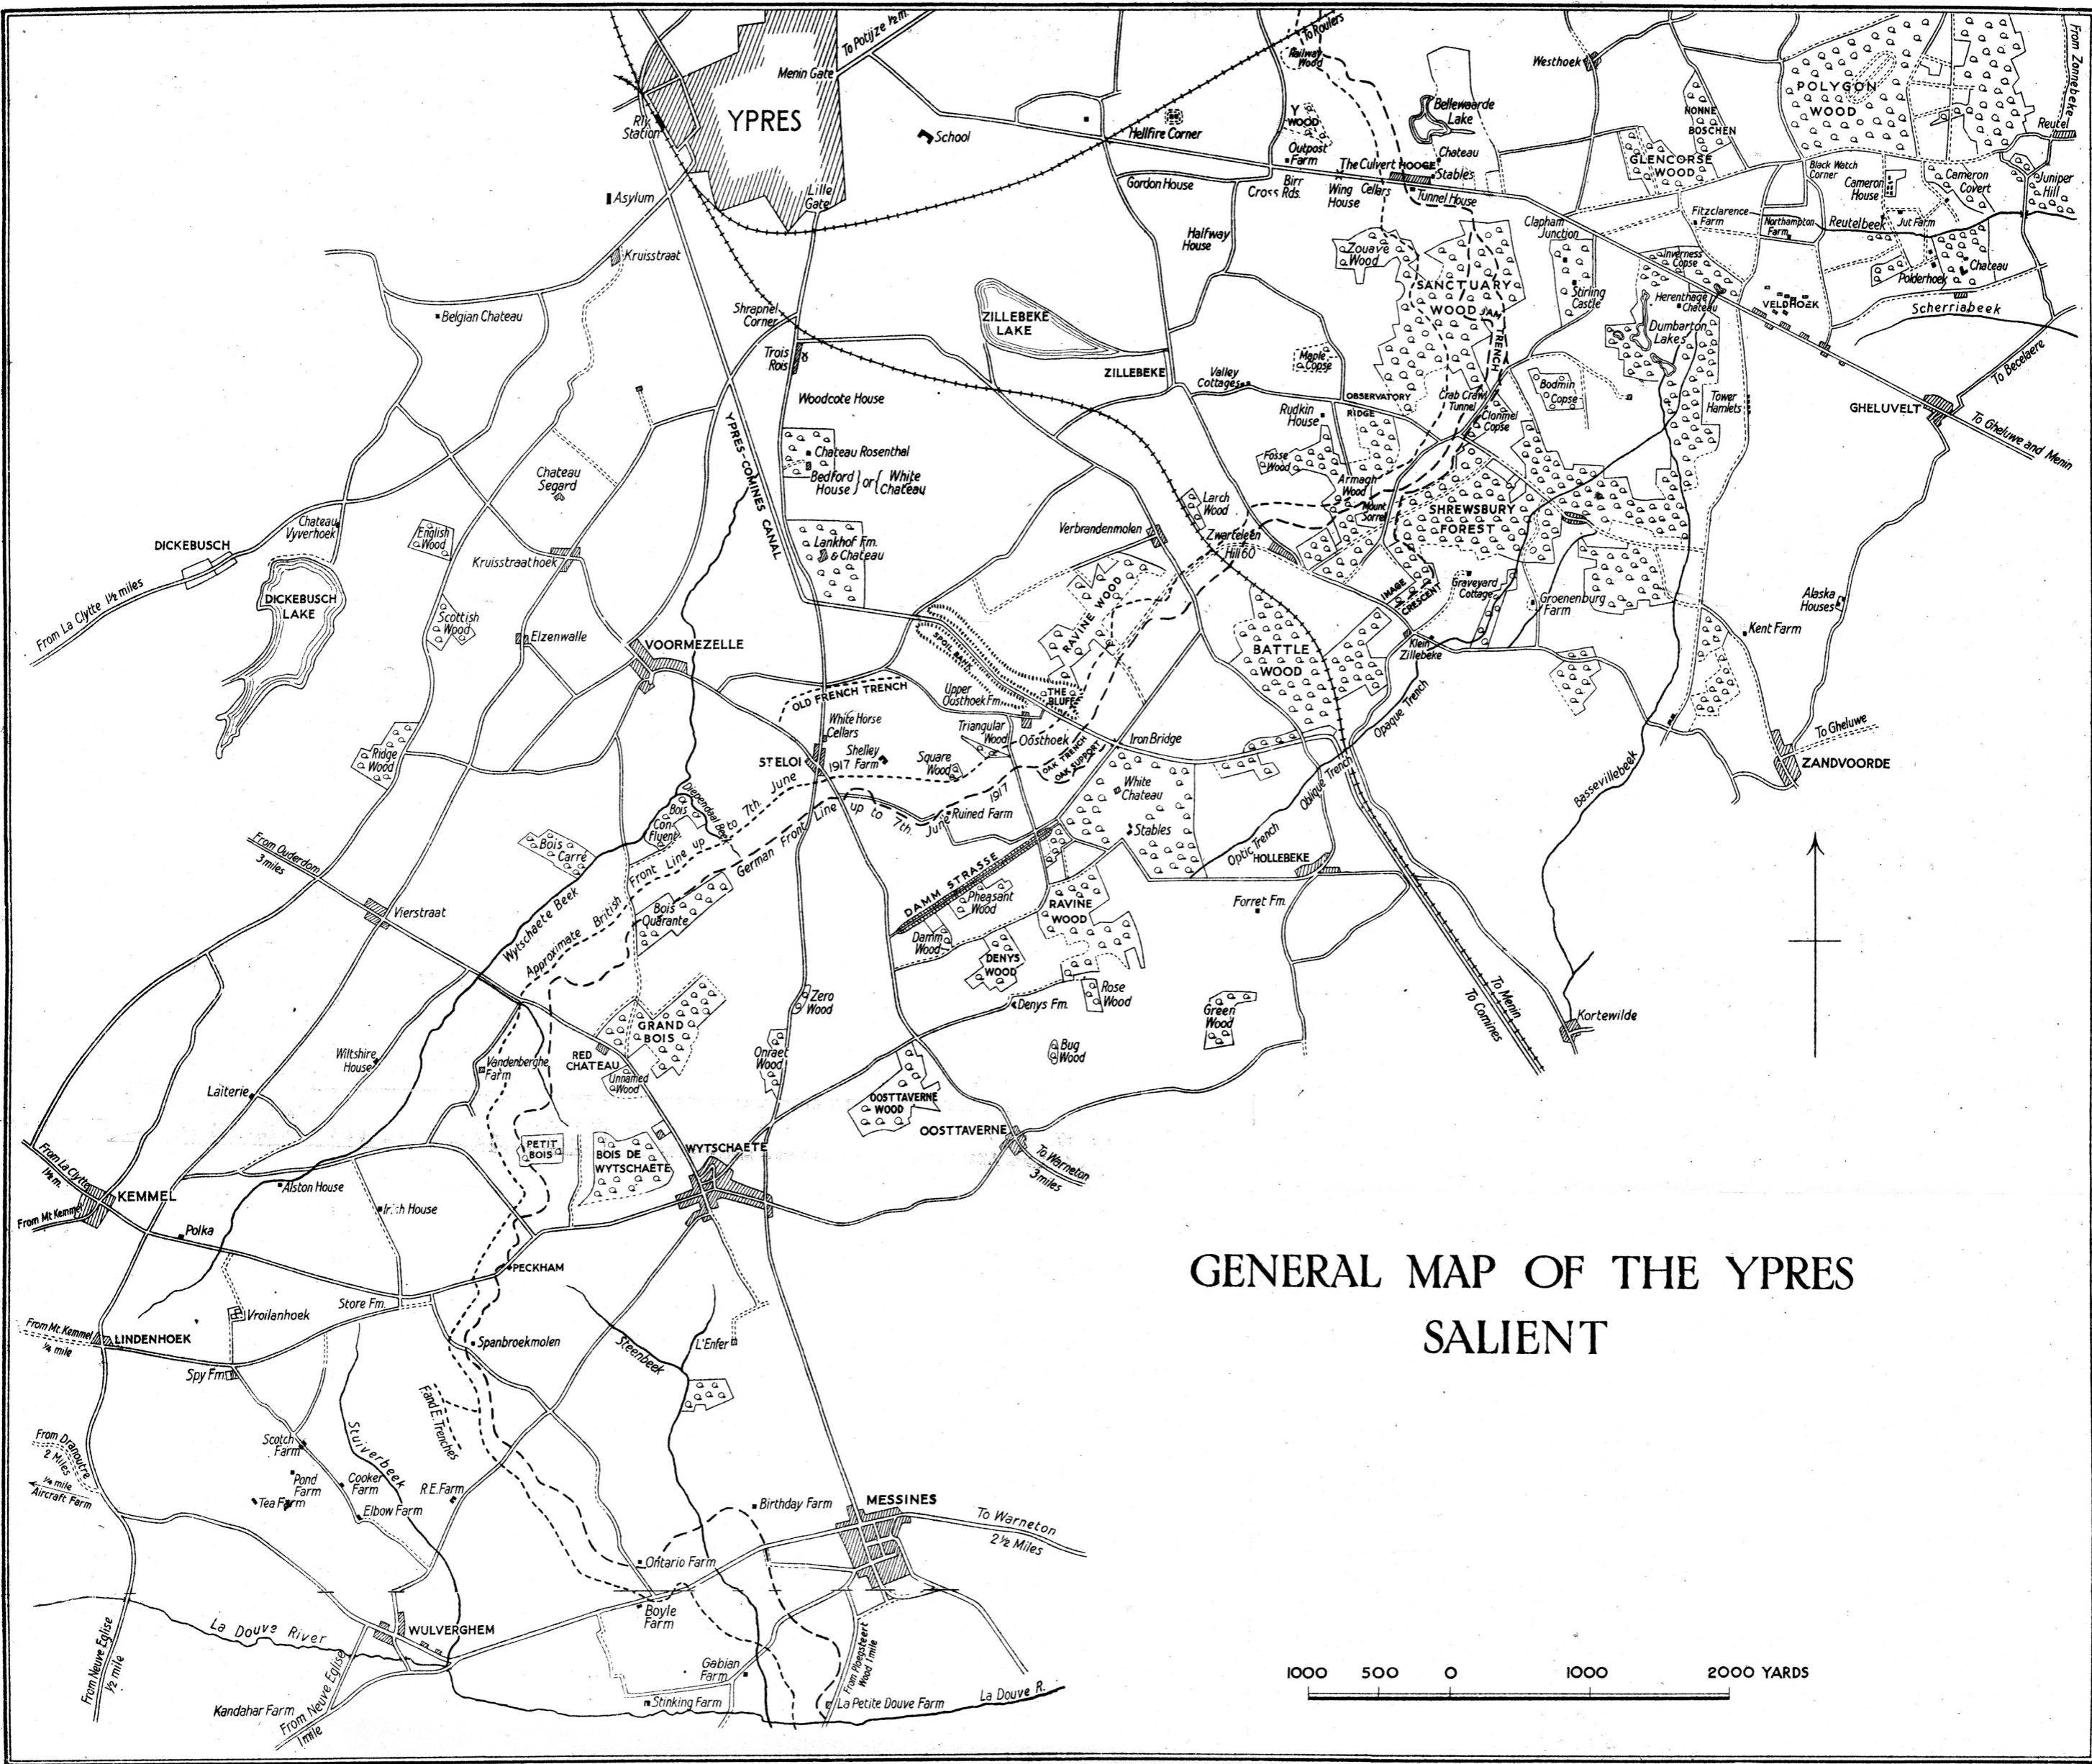 To Potijze ½ m.
To Roulers
Railway
Wood
Westhoek
From Zonnebeke
Menin Gate
YPRES
Rly.
Station
School
Hellfire Corner
Y
WOOD
Bellewaarde
Lake
NONNE
BOSCHEN
POLYGON
WOOD
Reutel
Outpost
Farm
The Culvert
HOOGE
Chateau
Stables
GLENCORSE
WOOD
Black Watch
Corner
Cameron
House
Cameron
Covert
Juniper
Hill
Asylum
Lille
Gate
Gordon House
Birr
Cross Rds.
Wing
House
Cellars
Tunnel House
Clapham
Junction
Fitzclarence
Farm
Northampton
Farm
Reutelbeek
Jut Farm
Kruisstraat
Halfway
House
Zouave
Wood
SANCTUARY
WOOD
JAM
TRENCH
Stirling
Castle
Inverness
Copse
Herenthage
Chateau
VELDHOEK
Polderhoek
Chateau
Scherriabeek
Belgian Chateau
Shrapnel
Corner
ZILLEBEKE
LAKE
Dumbarton
Lakes
Trois
Rois
ZILLEBEKE
Maple
Copse
Valley
Cottages
To Becelaere
Woodcote House
OBSERVATORY
RIDGE
Rudkin
House
Crab Crawl
Tunnel
Clonmel
Copse
Bodmin
Copse
Tower
Hamlets
GHELUVELT
To Gheluwe and Menin
YPRES-COMINES CANAL
Chateau Rosenthal
Bedford
House
or
White
Chateau
Chateau
Segard
Fosse
Wood
Armagh
Wood
Mount
Sorrel
SHREWSBURY
FOREST
Larch
Wood
Chateau
Vyverhoek
English
Wood
DICKEBUSCH
From La Clytte 1½ miles
DICKEBUSCH
LAKE
Kruisstraathoek
Lankhof Fm.
& Chateau
Verbrandenmolen
Zwarteleen
Hill 60
IMAGE
CRESCENT
Graveyard
Cottage
Groenenburg
Farm
Alaska
Houses
Kent Farm
Scottish
Wood
Elzenwalle
VOORMEZELLE
SPOIL BANK
RAVINE WOOD
BATTLE
WOOD
Klein
Zillebeke
OLD FRENCH TRENCH
Upper
Oosthoek Fm.
THE
BLUFF
Opaque Trench
Ridge
Wood
White Horse
Cellars
ST ELOI
Shelley
Farm
1917
Square
Wood
Triangular
Wood
Oosthoek
OAK TRENCH
OAK SUPPORT
Iron Bridge
Oblique Trench
White
Chateau
Stables
Optic Trench
HOLLEBEKE
Bassevillebeek
To Gheluwe
ZANDVOORDE
Diependaal Beek
Bois
Con-
fluent
Bois
Carré
Approximate British Front Line up to 7th. June
German Front Line up to 7th. June 1917
Ruined Farm
From Ouderdom
3 miles
Vierstraat
Wytschaete Beek
Bois
Quarante
DAMM STRASSE
Pheasant
Wood
Damm
Wood
RAVINE
WOOD
DENYS
WOOD
Forret Fm.
Zero
Wood
Denys Fm.
Rose
Wood
Green
Wood
To Menin
To Comines
Kortewilde
GRAND
BOIS
RED
CHATEAU
Unnamed
Wood
Onraet
Wood
Bug
Wood
Wiltshire
House
Vandenberghe
Farm
Laiterie
OOSTTAVERNE
WOOD
OOSTTAVERNE
To Warneton
3 miles
PETIT
BOIS
BOIS DE
WYTSCHAETE
WYTSCHAETE
From La Clytte
1½ m.
KEMMEL
From Mt Kemmel
Alston House
Irish House
Polka
PECKHAM
GENERAL MAP OF THE YPRES
SALIENT
Vroilanhoek
Store Fm.
From Mt. Kemmel
¼ mile
LINDENHOEK
Spy Fm.
Spanbroekmolen
Steenbeek
L'Enfer
F. and E. Trenches
Stuiverbeek
From Dranoutre
2 Miles
¼ mile
Aircraft Farm
Scotch
Farm
Pond
Farm
Tea Farm
Cooker
Farm
Elbow Farm
R.E. Farm
Birthday Farm
MESSINES
To Warneton
2½ Miles
Ontario Farm
Boyle
Farm
La Douve River
WULVERGHEM
From Neuve Eglise
½ mile
Gabian
Farm
From Ploegsteert
Wood 1 mile
Kandahar Farm
From Neuve Eglise
1 mile
Stinking Farm
La Petite Douve Farm
La Douve R.
1000 500 0 1000 2000 YARDS